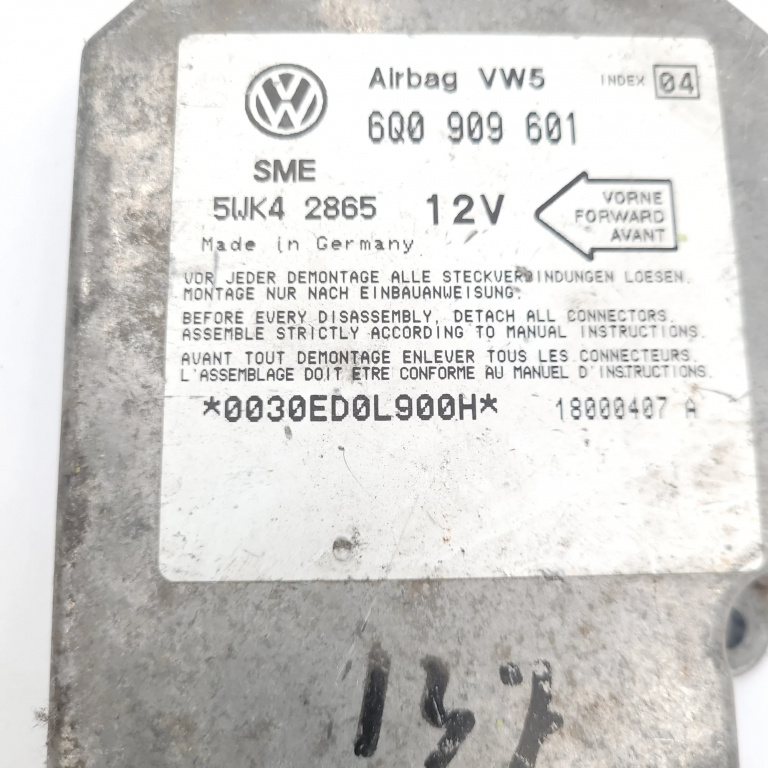 Airbag VW5 INDEX 04
6Q0 909 601
SME
5WK4 2865 12V
VORNE
FORWARD
AVANT
Made in Germany
VOR JEDER DEMONTAGE ALLE STECKVERBINDUNGEN LOESEN.
MONTAGE NUR NACH EINBAUANWEISUNG.
BEFORE EVERY DISASSEMBLY, DETACH ALL CONNECTORS.
ASSEMBLE STRICTLY ACCORDING TO MANUAL INSTRUCTIONS.
AVANT TOUT DEMONTAGE ENLEVER TOUS LES CONNECTEURS.
L'ASSEMBLAGE DOIT ETRE CONFORME AU MANUEL D'INSTRUCTIONS.
*0030ED0L900H* 18000407 A
137